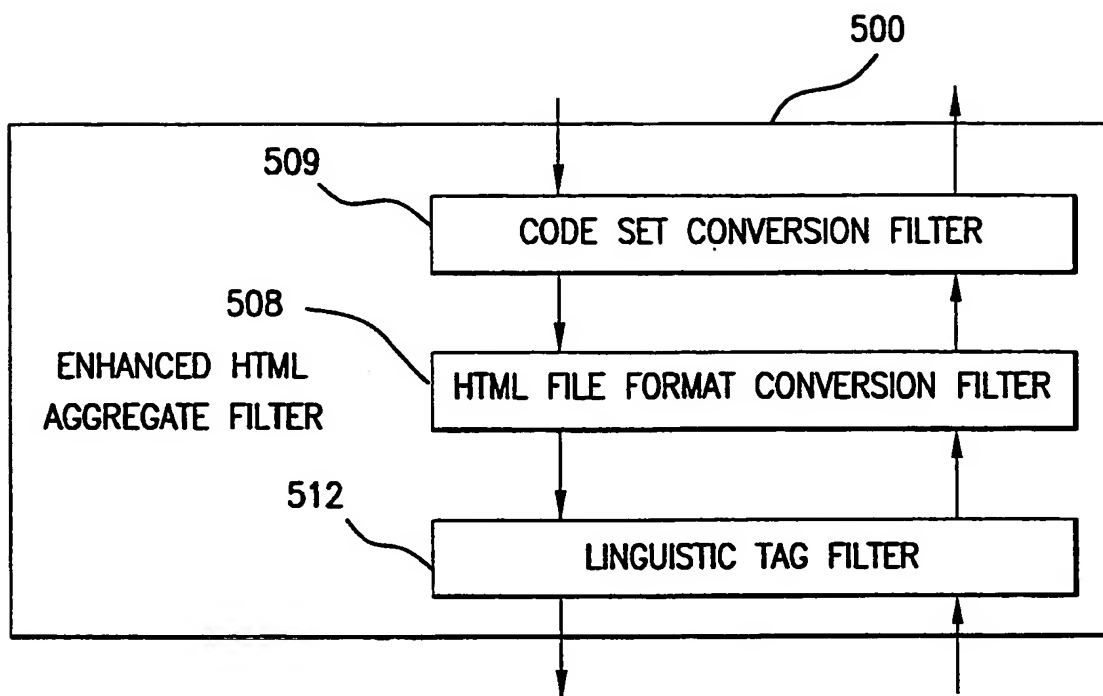 500
509
CODE SET CONVERSION FILTER
508
ENHANCED HTML
AGGREGATE FILTER
HTML FILE FORMAT CONVERSION FILTER
512
LINGUISTIC TAG FILTER